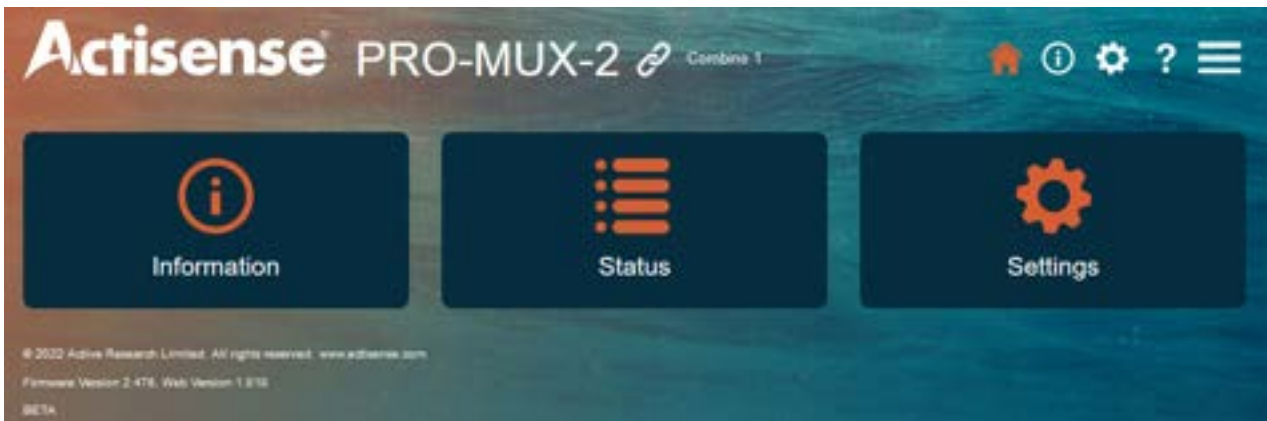 Actisense® PRO-MUX-2 Combine 1 ?
Information Status Settings
© 2022 Active Research Limited. All rights reserved. www.actisense.com
Firmware Version 2.478, Web Version 1.019
BETA